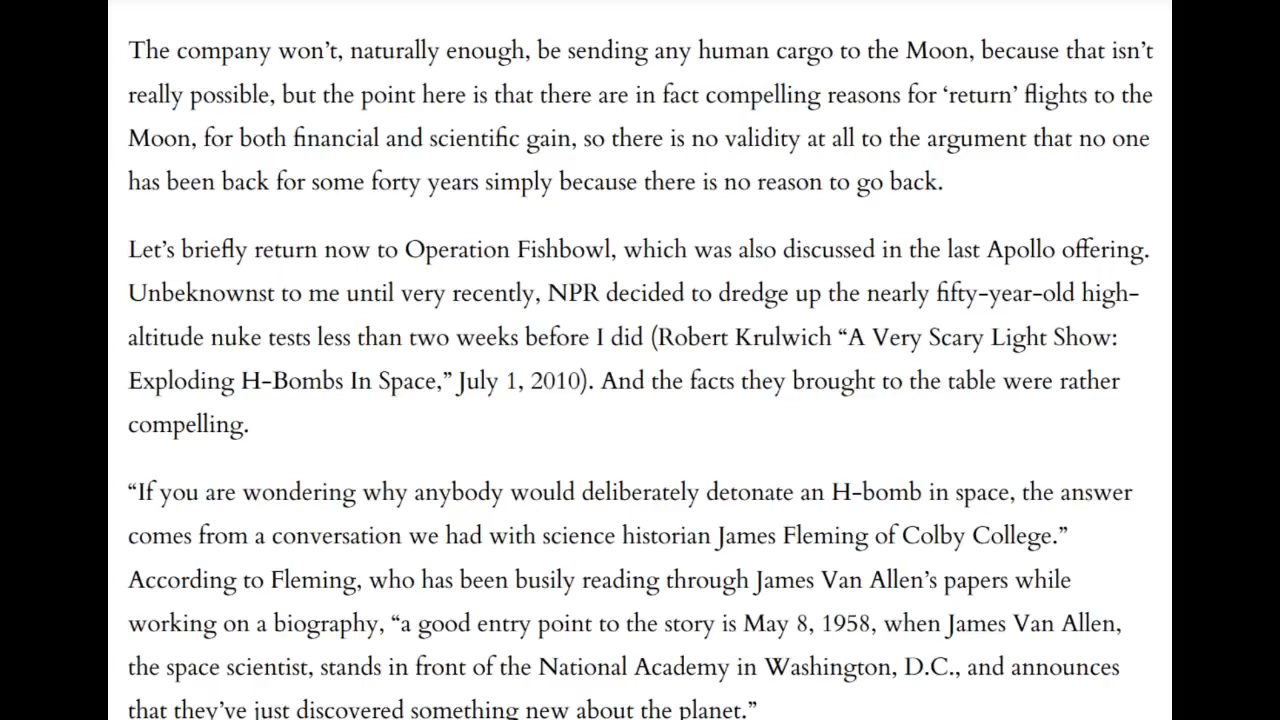 The company won’t, naturally enough, be sending any human cargo to the Moon, because that isn’t
really possible, but the point here is that there are in fact compelling reasons for ‘return’ flights to the
Moon, for both financial and scientific gain, so there is no validity at all to the argument that no one
has been back for some forty years simply because there is no reason to go back.
Let’s briefly return now to Operation Fishbowl, which was also discussed in the last Apollo offering.
Unbeknownst to me until very recently, NPR decided to dredge up the nearly fifty-year-old high-
altitude nuke tests less than two weeks before I did (Robert Krulwich “A Very Scary Light Show:
Exploding H-Bombs In Space,” July 1, 2010). And the facts they brought to the table were rather
compelling.
“If you are wondering why anybody would deliberately detonate an H-bomb in space, the answer
comes from a conversation we had with science historian James Fleming of Colby College.”
According to Fleming, who has been busily reading through James Van Allen’s papers while
working on a biography, “a good entry point to the story is May 8, 1958, when James Van Allen,
the space scientist, stands in front of the National Academy in Washington, D.C., and announces
that they’ve just discovered something new about the planet.”